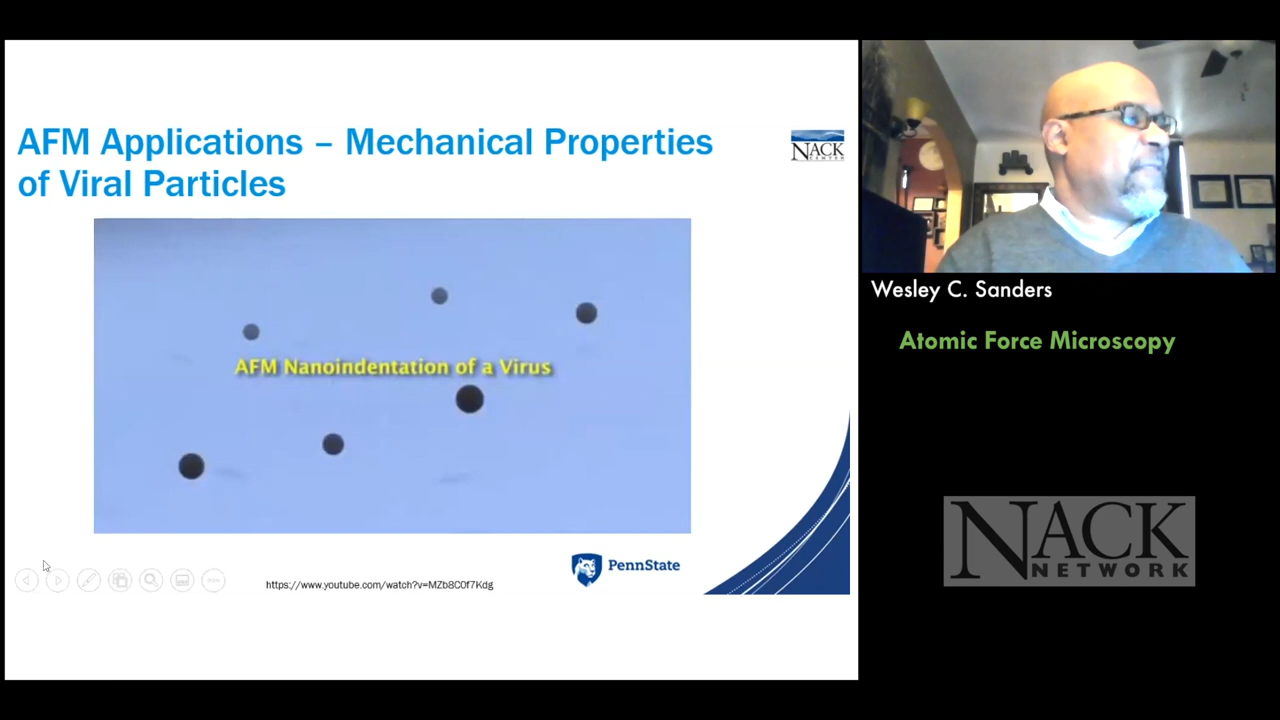 AFM Applications – Mechanical Properties
of Viral Particles
NACK
CENTER
AFM Nanoindentation of a Virus
PennState
https://www.youtube.com/watch?v=MZb8C0f7Kdg
Wesley C. Sanders
Atomic Force Microscopy
NACK
NETWORK